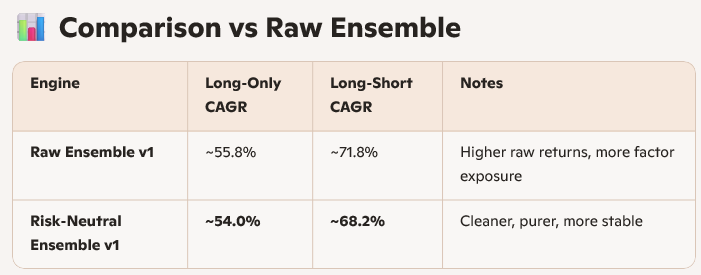 Comparison vs Raw Ensemble
Engine
Long-Only
CAGR
Long-Short
CAGR
Notes
Raw Ensemble v1
~55.8%
~71.8%
Higher raw returns, more factor
exposure
Risk-Neutral
Ensemble v1
~54.0%
~68.2%
Cleaner, purer, more stable